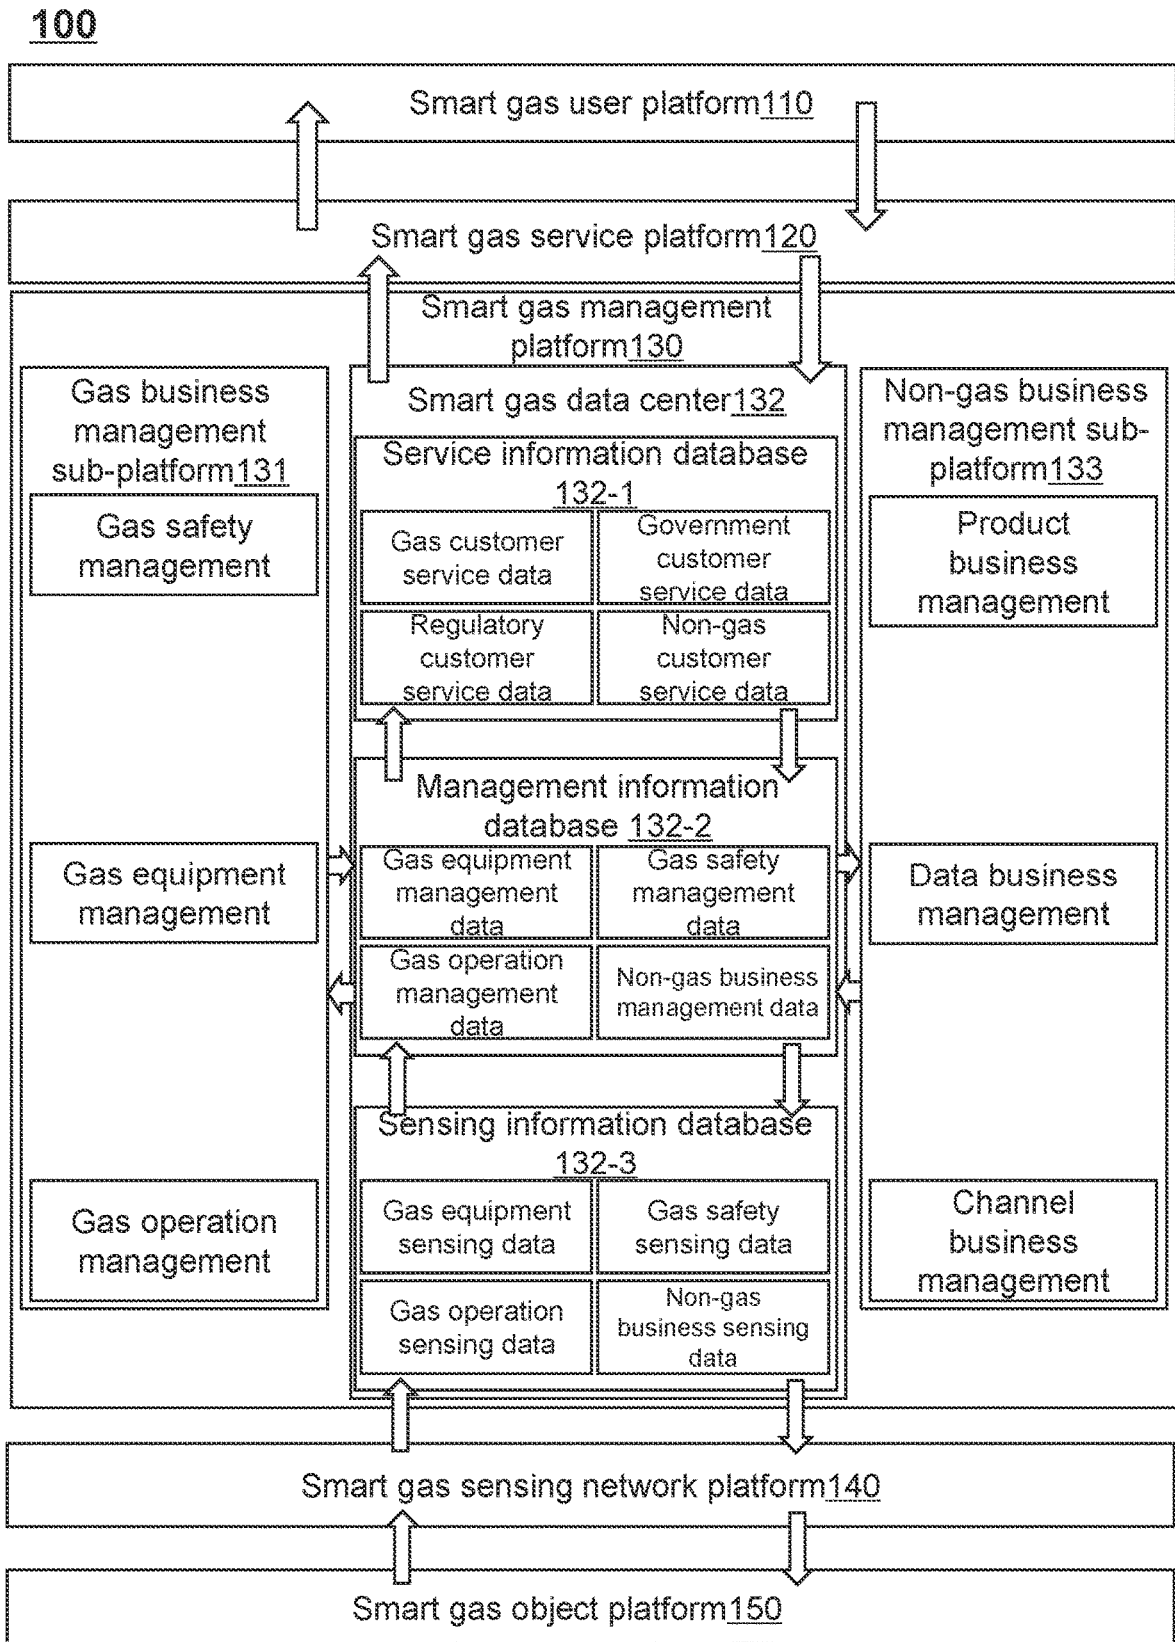 100
Smart gas user platform110
Smart gas service platform120
Smart gas management
platform130
Gas business
management
sub-platform131
Gas safety
management
Gas equipment
management
Gas operation
management
Smart gas data center132
Service information database
132-1
Gas customer
service data
Government
customer
service data
Regulatory
customer
service data
Non-gas
customer
service data
Management information
database 132-2
Gas equipment
management
data
Gas safety
management
data
Gas operation
management
data
Non-gas business
management data
Sensing information database
132-3
Gas equipment
sensing data
Gas safety
sensing data
Gas operation
sensing data
Non-gas
business sensing
data
Non-gas business
management sub-
platform133
Product
business
management
Data business
management
Channel
business
management
Smart gas sensing network platform140
Smart gas object platform150